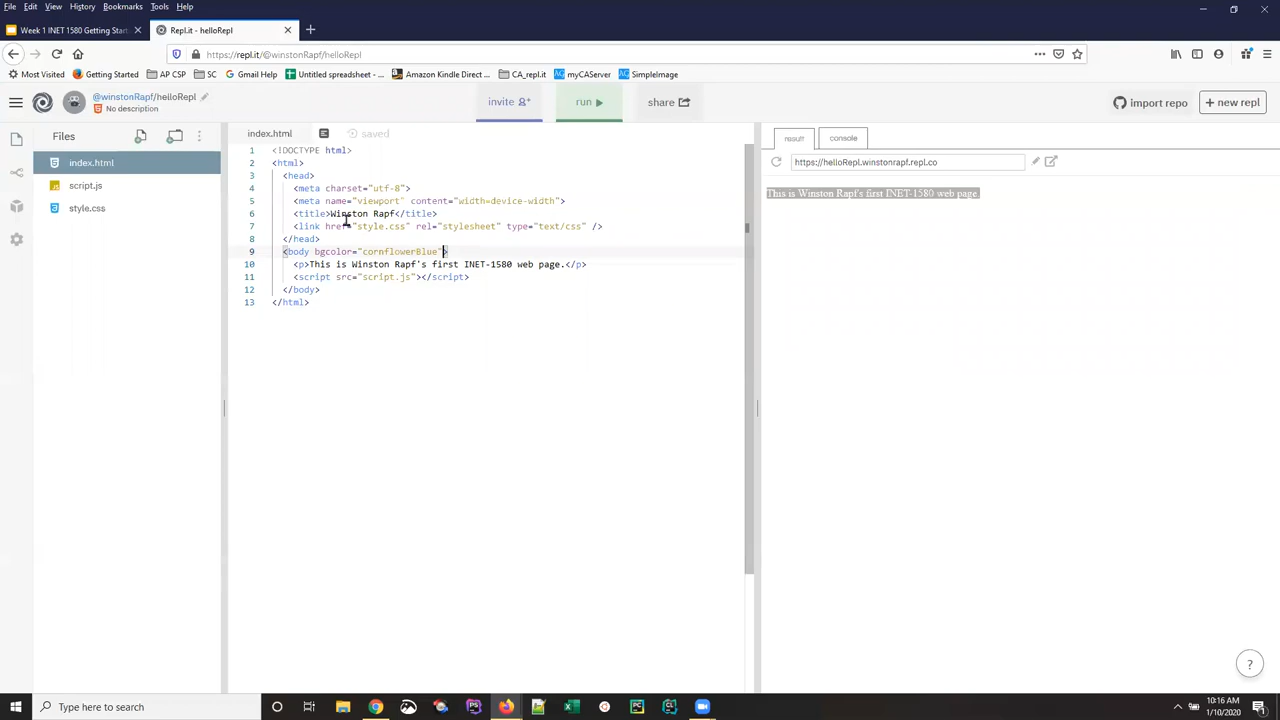 File Edit View History Bookmarks Tools Help
Week 1 INET 1580 Getting Starte
Repl.it - helloRepl
https://repl.it/@winstonRapf/helloRepl
Most Visited Getting Started AP CSP SC Gmail Help Untitled spreadsheet - ... Amazon Kindle Direct ... CA_repl.it myCAServer SimpleImage
@winstonRapf/helloRepl
No description
invite
run
share
import repo
+ new repl
Files
index.html
script.js
style.css
index.html saved
1 <!DOCTYPE html>
2 <html>
3 <head>
4 <meta charset="utf-8">
5 <meta name="viewport" content="width=device-width">
6 <title>Winston Rapf</title>
7 <link href="style.css" rel="stylesheet" type="text/css" />
8 </head>
9 <body bgcolor="cornflowerBlue">
10 <p>This is Winston Rapf's first INET-1580 web page.</p>
11 <script src="script.js"></script>
12 </body>
13 </html>
result console
https://helloRepl.winstonrapf.repl.co
This is Winston Rapf's first INET-1580 web page.
?
Type here to search
10:16 AM
1/10/2020